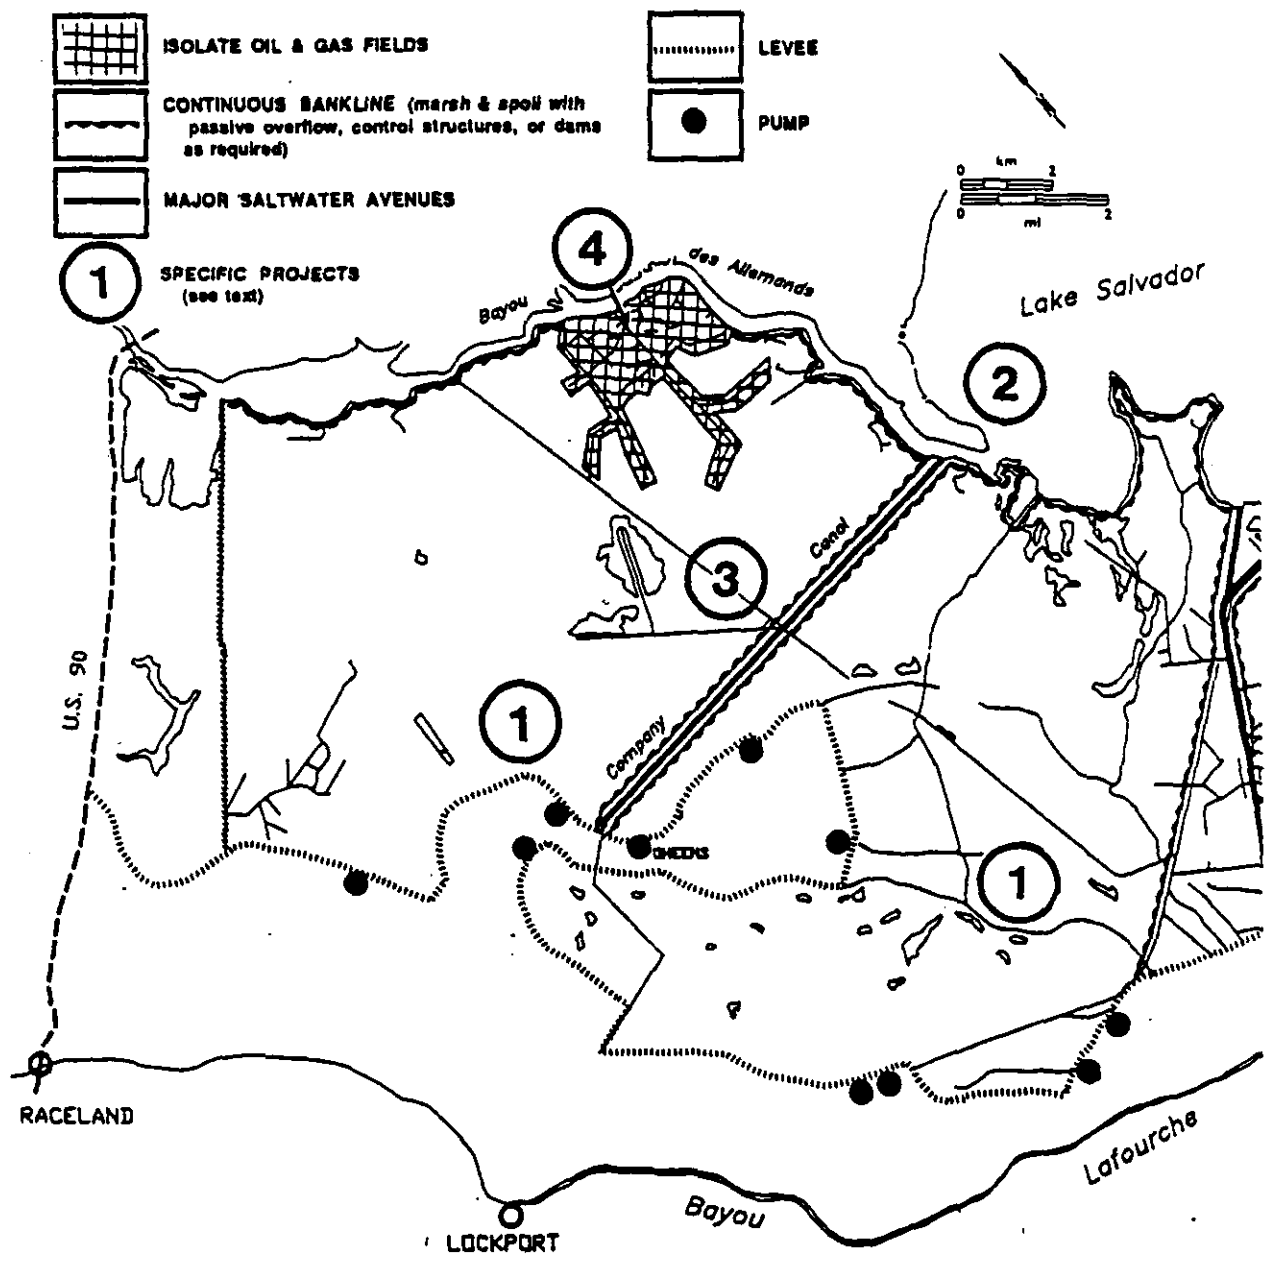 ISOLATE OIL & GAS FIELDS
CONTINUOUS BANKLINE (marsh & spoil with
passive overflow, control structures, or dams
as required)
MAJOR SALTWATER AVENUES
1
SPECIFIC PROJECTS
(see text)
LEVEE
PUMP
km
0 2
0 2
mi
4
Bayou
des Allemands
Lake Salvador
2
Canal
3
U.S. 90
1
Company
GHEENS
1
RACELAND
LOCKPORT
Bayou
Lafourche